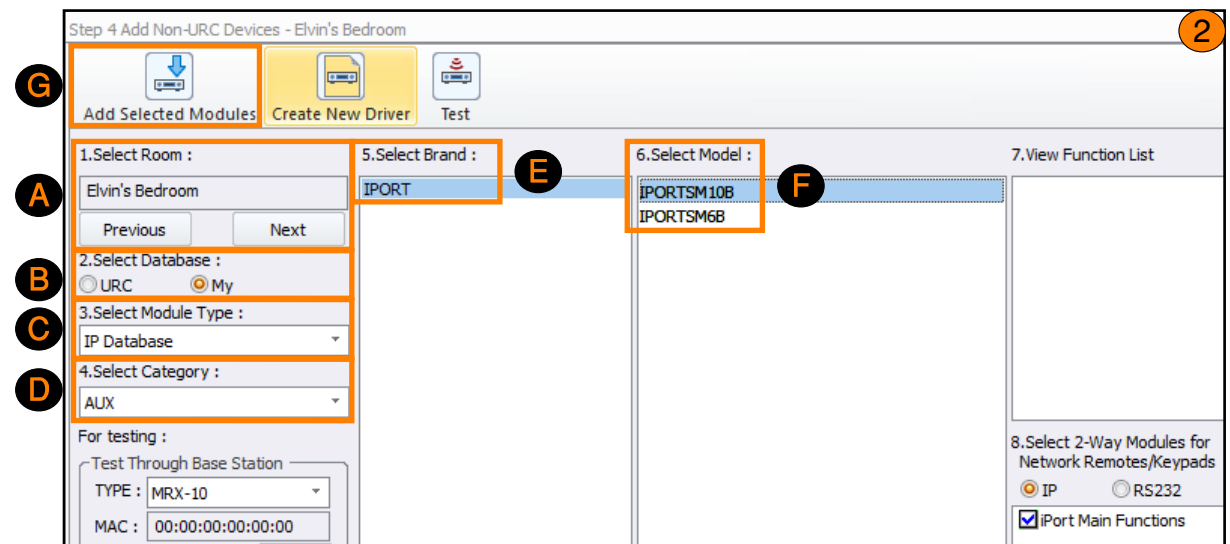 Step 4 Add Non-URC Devices - Elvin's Bedroom
2
G
Add Selected Modules
Create New Driver
Test
A
1.Select Room :
Elvin's Bedroom
Previous
Next
B
2.Select Database :
URC
My
C
3.Select Module Type :
IP Database
D
4.Select Category :
AUX
For testing :
Test Through Base Station
TYPE :
MRX-10
MAC :
00:00:00:00:00:00
5.Select Brand :
E
IPORT
6.Select Model :
F
IPORTSM10B
IPORTSM6B
7.View Function List
8.Select 2-Way Modules for
Network Remotes/Keypads
IP
RS232
iPort Main Functions